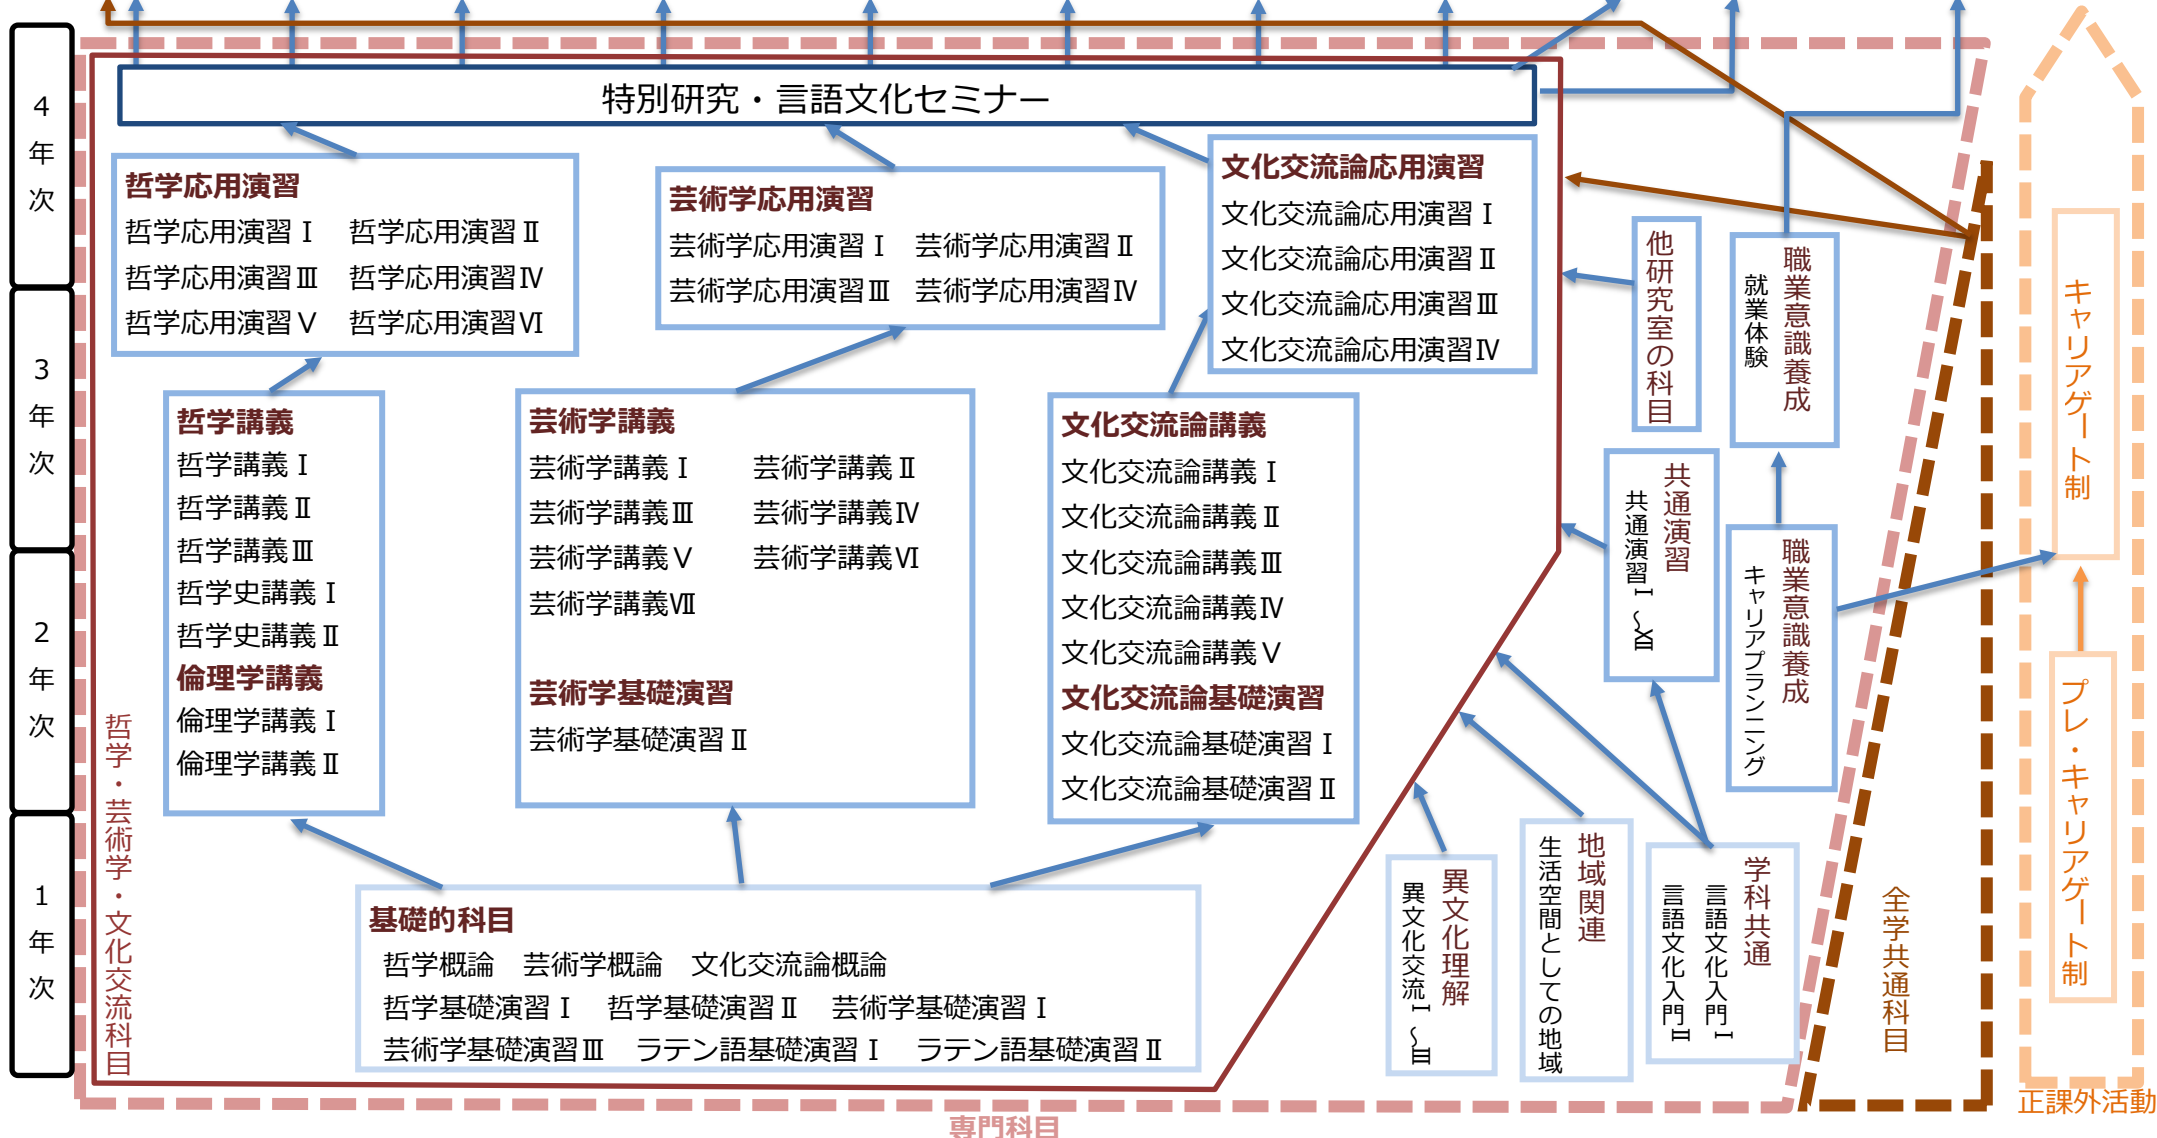 4年次
3年次
2年次
1年次
特別研究・言語文化セミナー
哲学応用演習
哲学応用演習Ⅰ 哲学応用演習Ⅱ
哲学応用演習Ⅲ 哲学応用演習Ⅳ
哲学応用演習Ⅴ 哲学応用演習Ⅵ
芸術学応用演習
芸術学応用演習Ⅰ 芸術学応用演習Ⅱ
芸術学応用演習Ⅲ 芸術学応用演習Ⅳ
文化交流論応用演習
文化交流論応用演習Ⅰ
文化交流論応用演習Ⅱ
文化交流論応用演習Ⅲ
文化交流論応用演習Ⅳ
哲学講義
哲学講義Ⅰ
哲学講義Ⅱ
哲学講義Ⅲ
哲学史講義Ⅰ
哲学史講義Ⅱ
倫理学講義
倫理学講義Ⅰ
倫理学講義Ⅱ
芸術学講義
芸術学講義Ⅰ 芸術学講義Ⅱ
芸術学講義Ⅲ 芸術学講義Ⅳ
芸術学講義Ⅴ 芸術学講義Ⅵ
芸術学講義Ⅶ
芸術学基礎演習
芸術学基礎演習Ⅱ
文化交流論講義
文化交流論講義Ⅰ
文化交流論講義Ⅱ
文化交流論講義Ⅲ
文化交流論講義Ⅳ
文化交流論講義Ⅴ
文化交流論基礎演習
文化交流論基礎演習Ⅰ
文化交流論基礎演習Ⅱ
基礎的科目
哲学概論 芸術学概論 文化交流論概論
哲学基礎演習Ⅰ 哲学基礎演習Ⅱ 芸術学基礎演習Ⅰ
芸術学基礎演習Ⅲ ラテン語基礎演習Ⅰ ラテン語基礎演習Ⅱ
哲学・芸術学・文化交流科目
他研究室の科目
職業意識養成
就業体験
共通演習
共通演習Ⅰ～Ⅻ
職業意識養成
キャリアプランニング
異文化理解
異文化交流Ⅰ～Ⅲ
地域関連
生活空間としての地域
学科共通
言語文化入門Ⅰ
言語文化入門Ⅱ
全学共通科目
キャリアゲート制
プレ・キャリアゲート制
正課外活動
専門科目